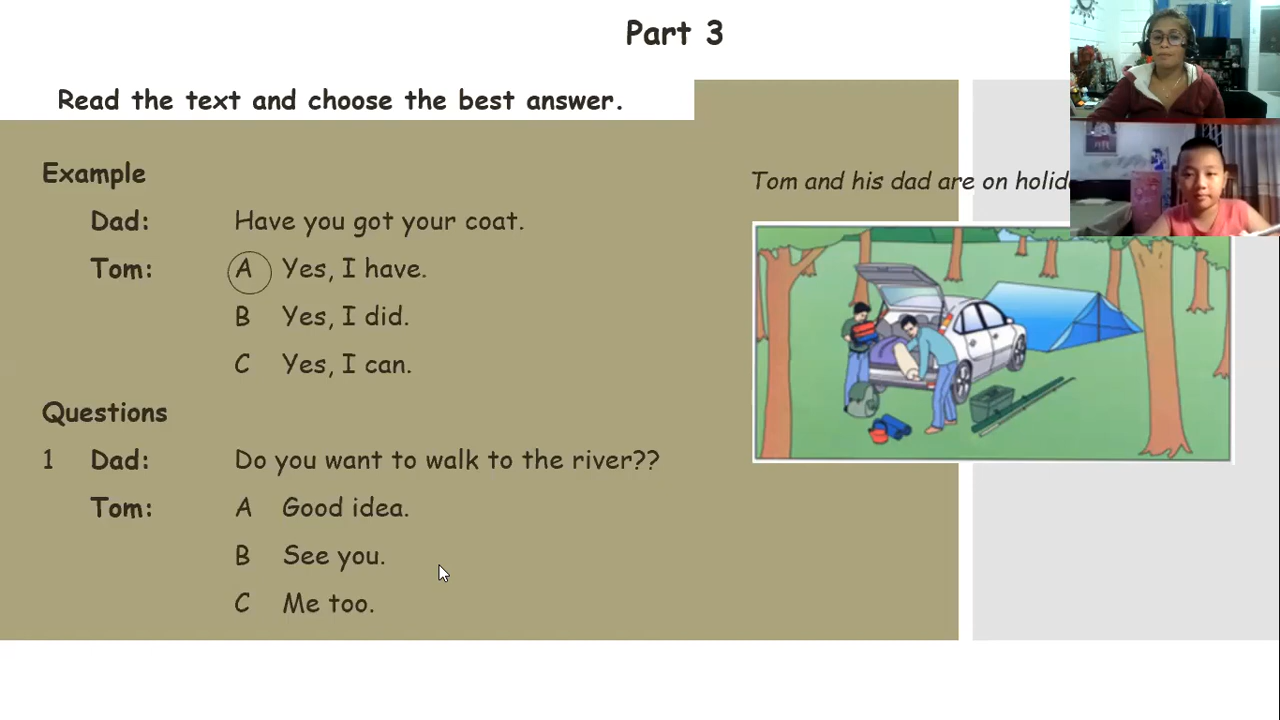 Part 3
Read the text and choose the best answer.
Example
Tom and his dad are on holid
Dad: Have you got your coat.
Tom: A Yes, I have.
B Yes, I did.
C Yes, I can.
Questions
1 Dad: Do you want to walk to the river??
Tom: A Good idea.
B See you.
C Me too.